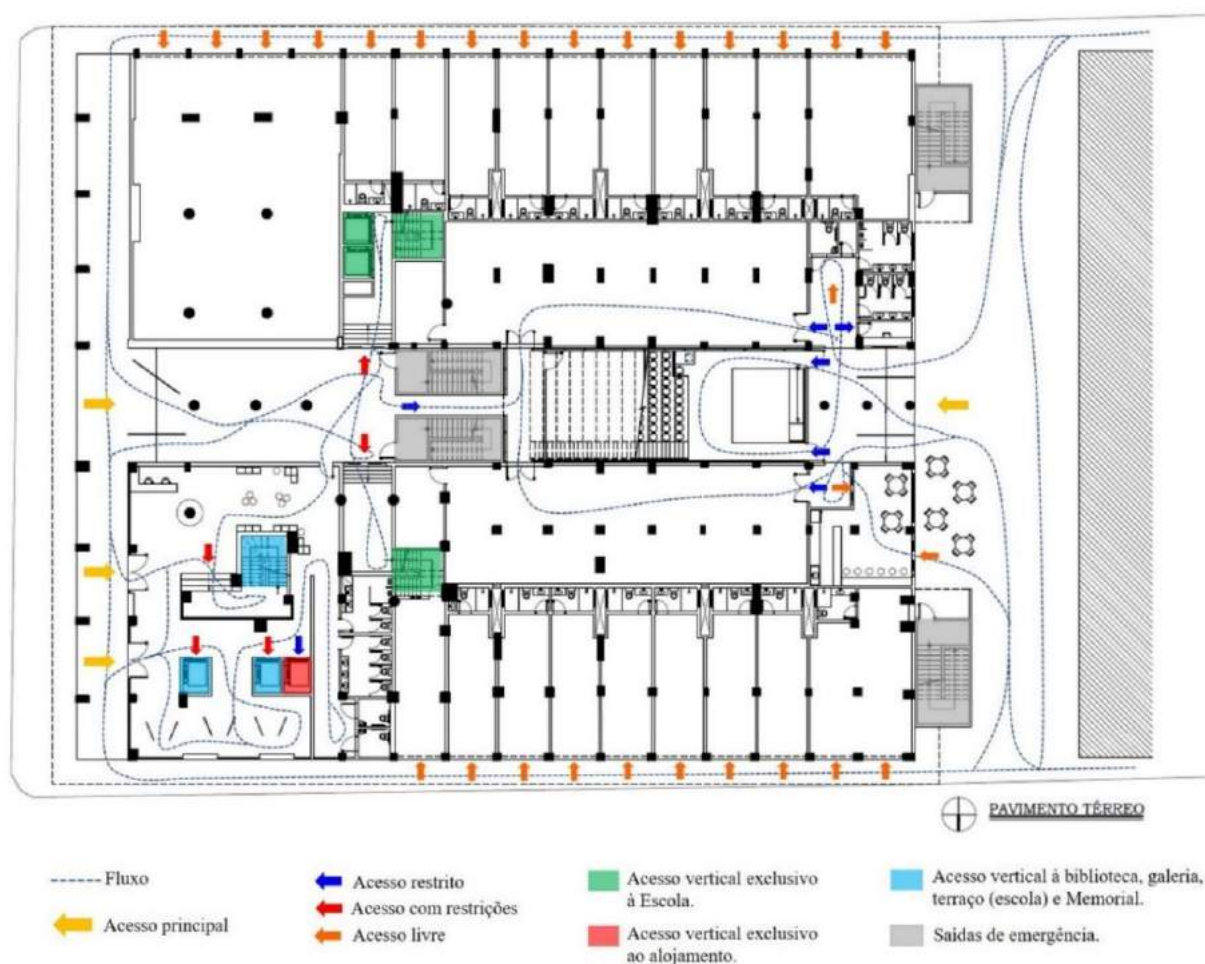 PAVIMENTO TÉRREO
Fluxo
Acesso principal
Acesso restrito
Acesso com restrições
Acesso livre
Acesso vertical exclusivo
à Escola.
Acesso vertical exclusivo
ao alojamento.
Acesso vertical à biblioteca, galeria,
terraço (escola) e Memorial.
Saídas de emergência.